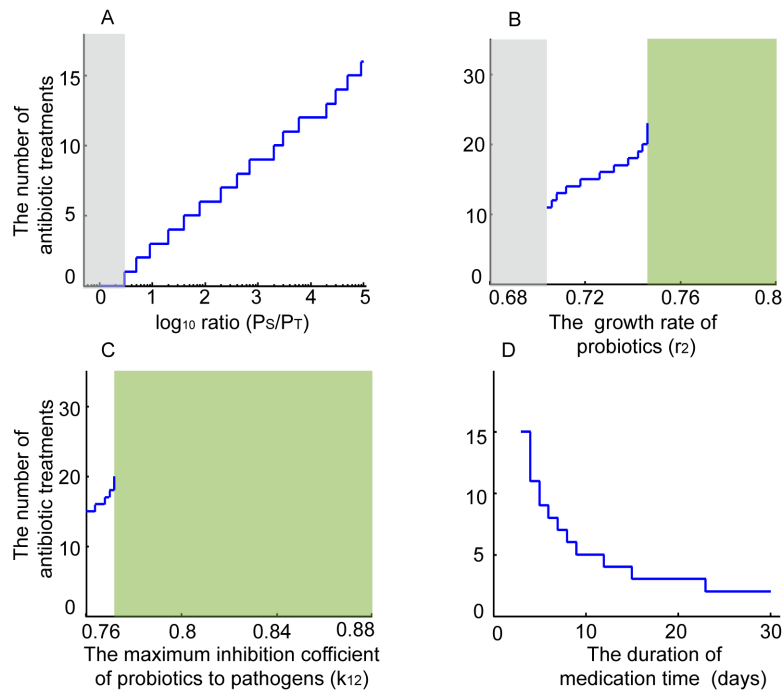 A
The number of
antibiotic treatments
15
10
5
0
0 1 2 3 4 5
log10 ratio (PS/PT)
B
30
20
10
0
0.68 0.72 0.76 0.8
The growth rate of
probiotics (r2)
C
The number of
antibiotic treatments
30
20
10
0
0.76 0.8 0.84 0.88
The maximum inhibition cofficient
of probiotics to pathogens (k12)
D
15
10
5
0
0 10 20 30
The duration of
medication time (days)